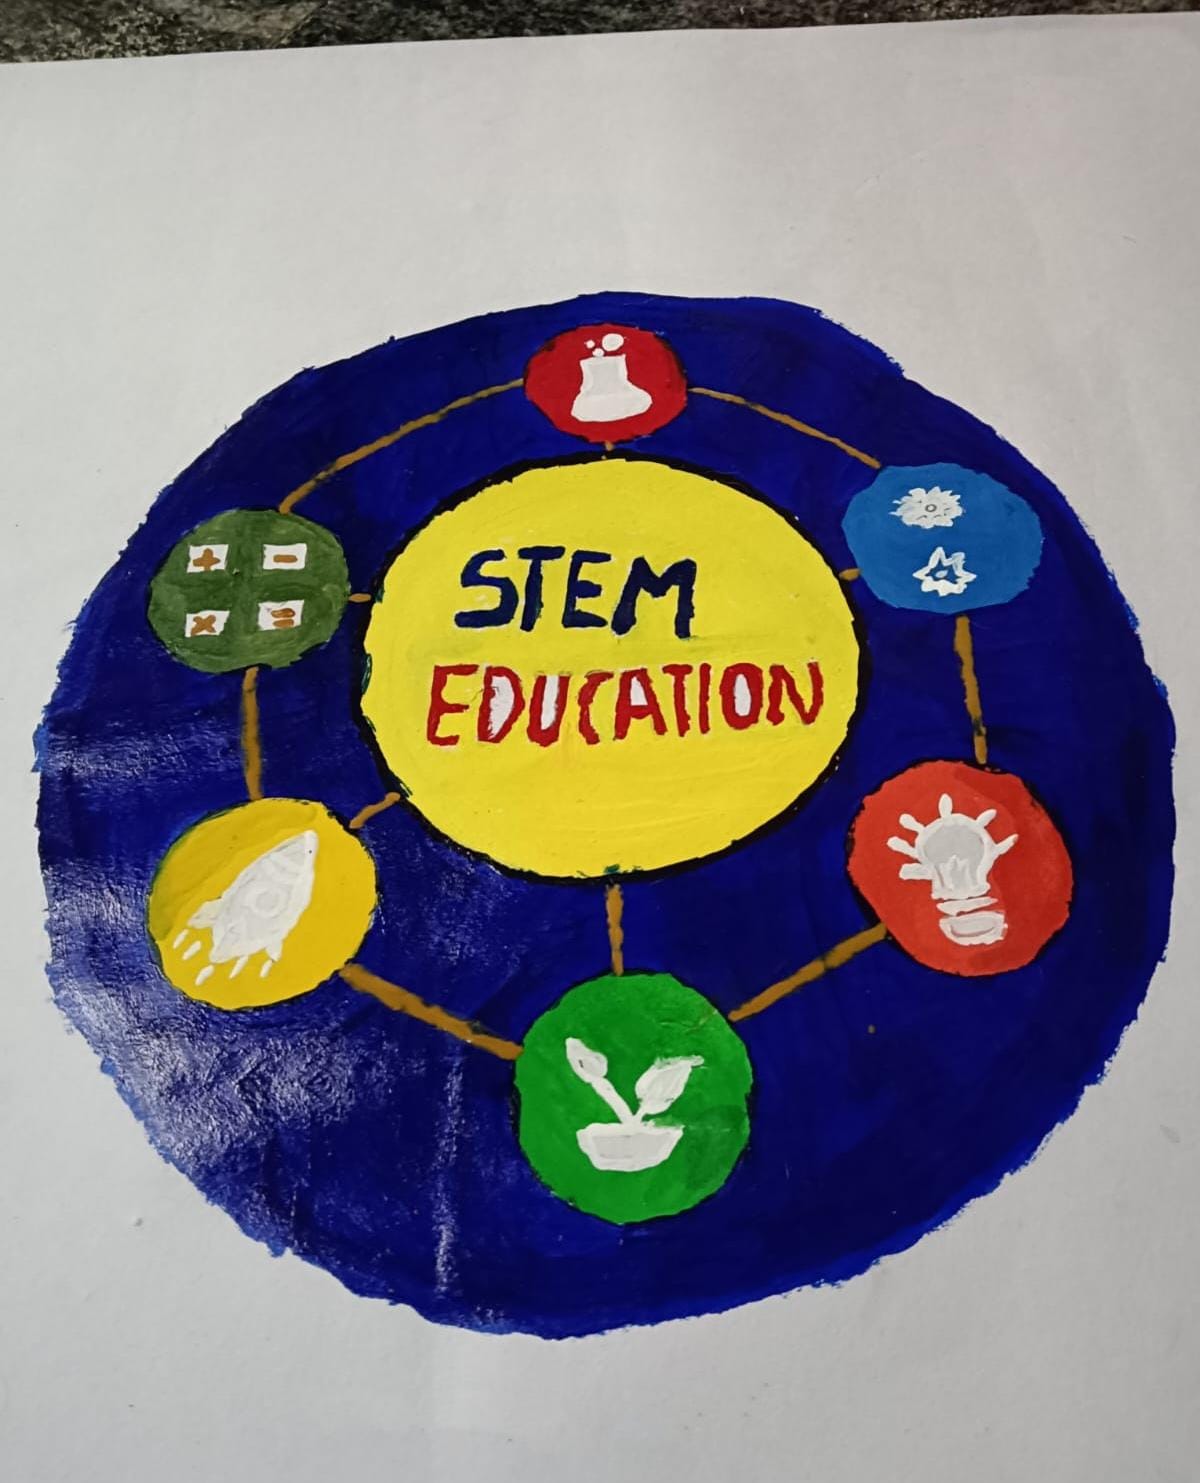 STEM
EDUCATION
+ -
× =